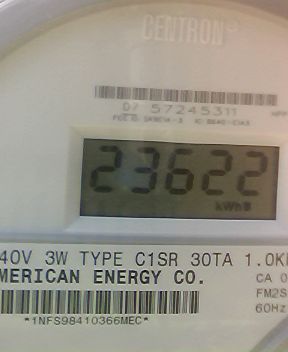 CENTRON®
07 57245311
23622
kWh
40V 3W TYPE C1SR 30TA 1.0K
MERICAN ENERGY CO.
CA 0
FM2S
60Hz
*1NFS98410366MEC*